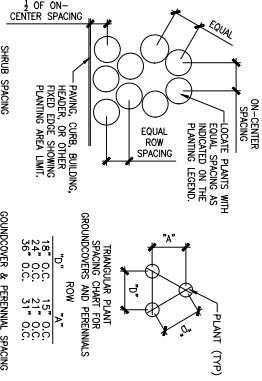 ½ OF ON-
CENTER SPACING
EQUAL
ON-CENTER
SPACING
LOCATE PLANTS WITH
EQUAL SPACING AS
INDICATED ON THE
PLANTING LEGEND.
EQUAL
ROW
SPACING
PAVING, CURB, BUILDING,
HEADER, OR OTHER
FIXED EDGE SHOWING
PLANTING AREA LIMIT.
SHRUB SPACING
"A"
"D"
"D"
PLANT (TYP)
TRIANGULAR PLANT
SPACING CHART FOR
GROUNDCOVERS AND PERENNIALS
ROW
"D" "A"
18" O.C. 15" O.C.
24" O.C. 21" O.C.
36" O.C. 31" O.C.
GOUNDCOVER & PERENNIAL SPACING